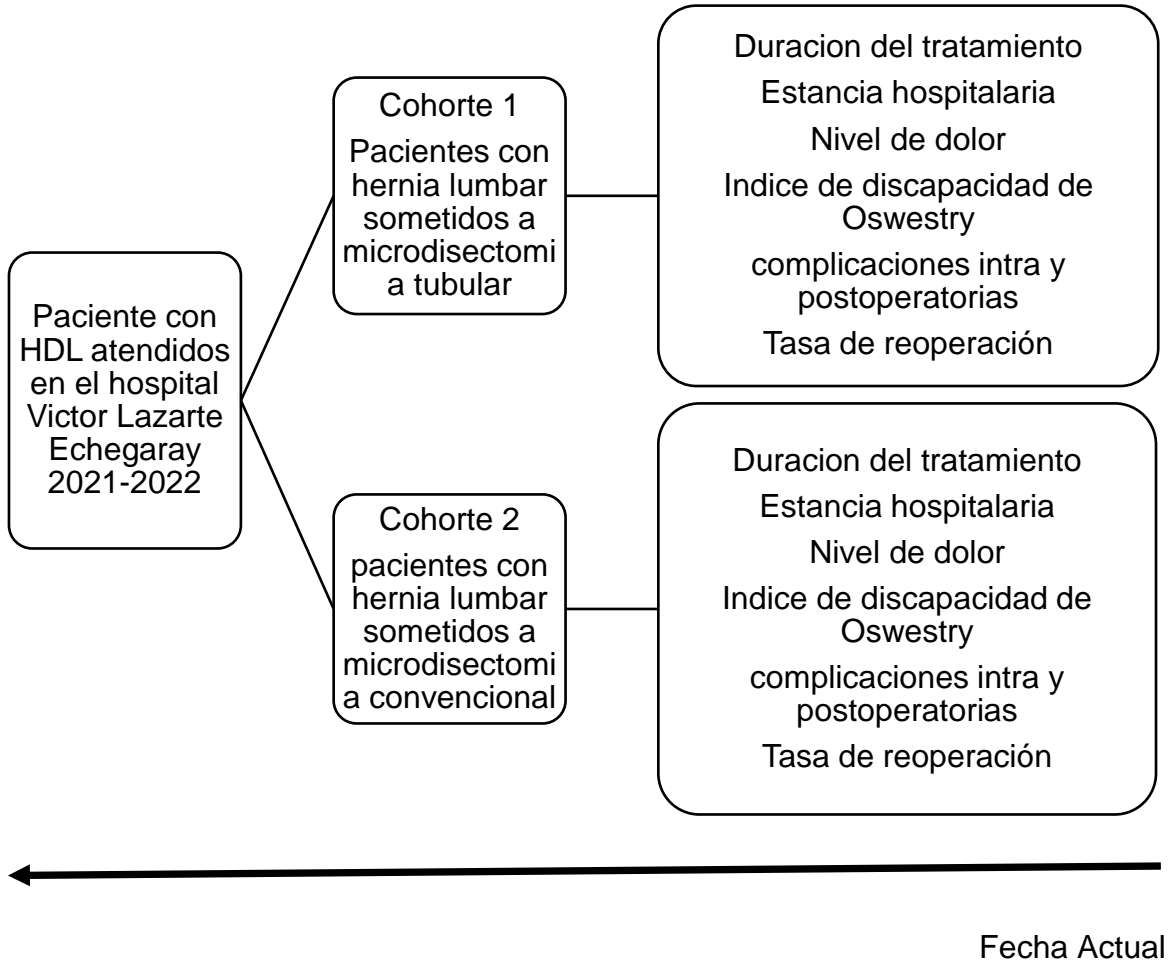 Paciente con
HDL atendidos
en el hospital
Victor Lazarte
Echegaray
2021-2022
Cohorte 1
Pacientes con
hernia lumbar
sometidos a
microdisectomi
a tubular
Duracion del tratamiento
Estancia hospitalaria
Nivel de dolor
Indice de discapacidad de
Oswestry
complicaciones intra y
postoperatorias
Tasa de reoperación
Cohorte 2
pacientes con
hernia lumbar
sometidos a
microdisectomi
a convencional
Duracion del tratamiento
Estancia hospitalaria
Nivel de dolor
Indice de discapacidad de
Oswestry
complicaciones intra y
postoperatorias
Tasa de reoperación
Fecha Actual